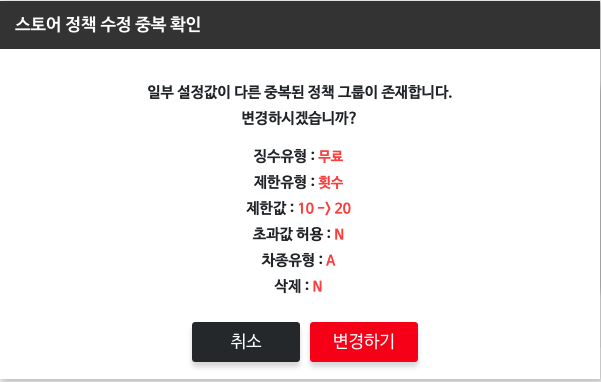 스토어 정책 수정 중복 확인
일부 설정값이 다른 중복된 정책 그룹이 존재합니다.
변경하시겠습니까?
징수유형 : 무료
제한유형 : 횟수
제한값 : 10 -> 20
초과값 허용 : N
차종유형 : A
삭제 : N
취소
변경하기